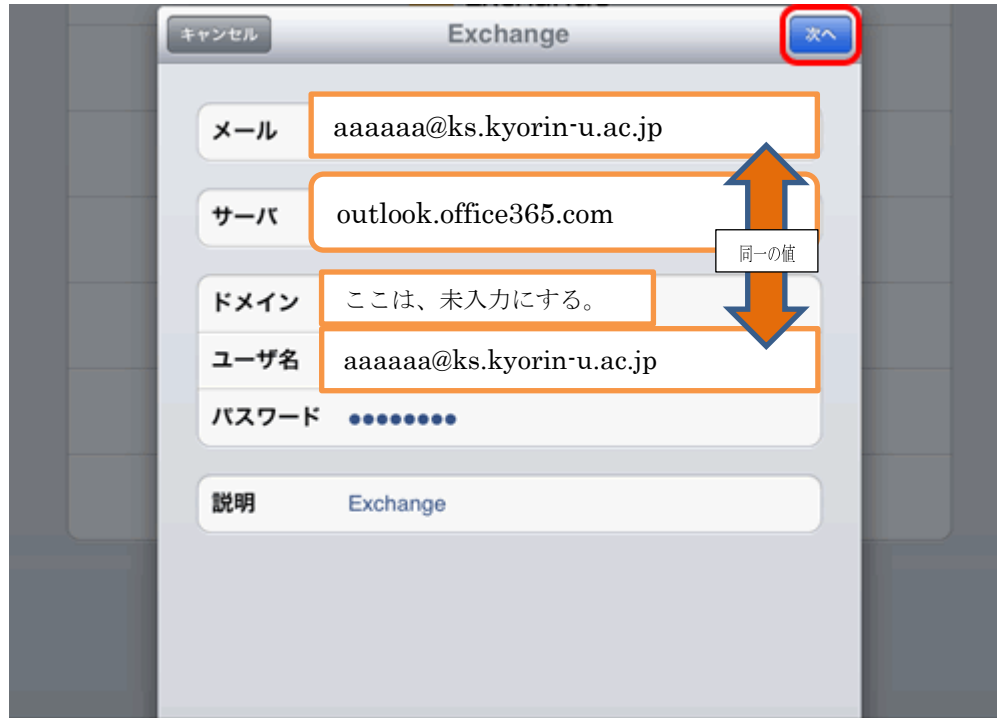 キャンセル
Exchange
次へ
メール
aaaaaa@ks.kyorin-u.ac.jp
サーバ
outlook.office365.com
同一の値
ドメイン
ここは、未入力にする。
ユーザ名
aaaaaa@ks.kyorin-u.ac.jp
パスワード
●●●●●●●●
説明
Exchange